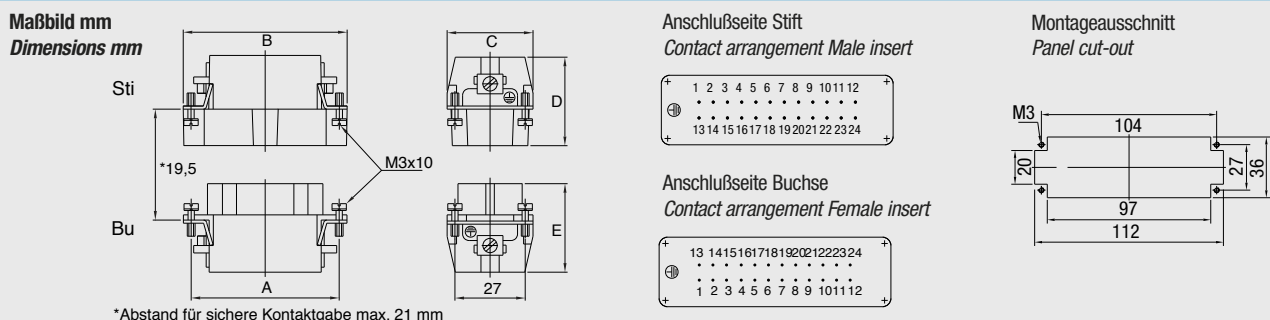 Maßbild mm
Dimensions mm
B
C
Sti
D
*19,5
M3x10
Bu
E
A
27
*Abstand für sichere Kontaktgabe max. 21 mm
Anschlußseite Stift
Contact arrangement Male insert
1 2 3 4 5 6 7 8 9 10 11 12
13 14 15 16 17 18 19 20 21 22 23 24
Anschlußseite Buchse
Contact arrangement Female insert
13 14 15 16 17 18 19 20 21 22 23 24
1 2 3 4 5 6 7 8 9 10 11 12
Montageausschnitt
Panel cut-out
M3
104
20
27
36
97
112